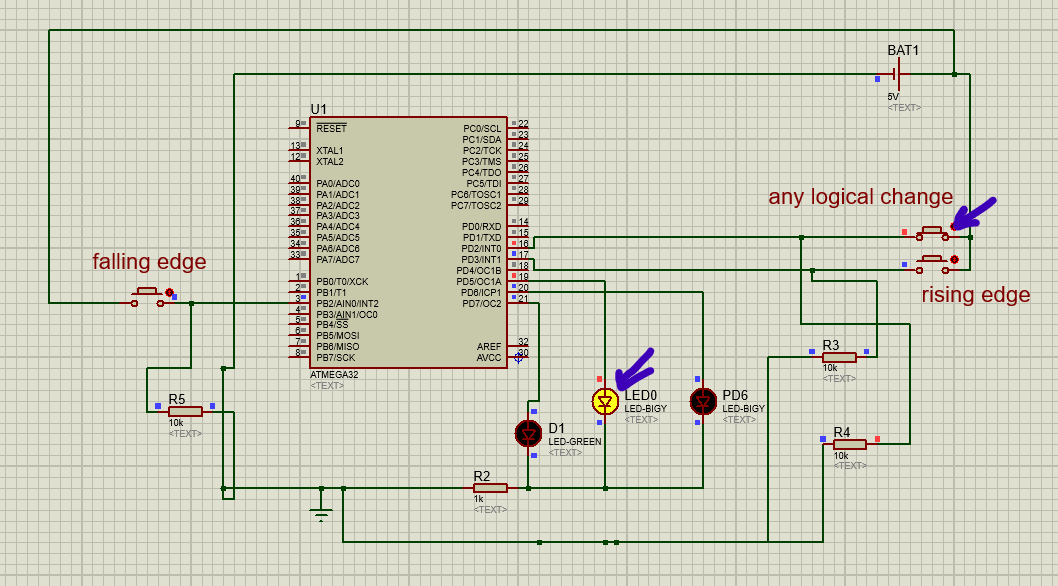 BAT1
5V
<TEXT>
U1
9
RESET
13
XTAL1
12
XTAL2
40
PA0/ADC0
39
PA1/ADC1
38
PA2/ADC2
37
PA3/ADC3
36
PA4/ADC4
35
PA5/ADC5
34
PA6/ADC6
33
PA7/ADC7
1
PB0/T0/XCK
2
PB1/T1
3
PB2/AIN0/INT2
4
PB3/AIN1/OC0
5
PB4/SS
6
PB5/MOSI
7
PB6/MISO
8
PB7/SCK
PC0/SCL
22
PC1/SDA
23
PC2/TCK
24
PC3/TMS
25
PC4/TDO
26
PC5/TDI
27
PC6/TOSC1
28
PC7/TOSC2
29
PD0/RXD
14
PD1/TXD
15
PD2/INT0
16
PD3/INT1
17
PD4/OC1B
18
PD5/OC1A
19
PD6/ICP1
20
PD7/OC2
21
AREF
32
AVCC
30
ATMEGA32
<TEXT>
any logical change
falling edge
rising edge
R3
10k
<TEXT>
LED0
LED-BIGY
<TEXT>
PD6
LED-BIGY
<TEXT>
R5
10k
<TEXT>
D1
LED-GREEN
<TEXT>
R4
10k
<TEXT>
R2
1k
<TEXT>